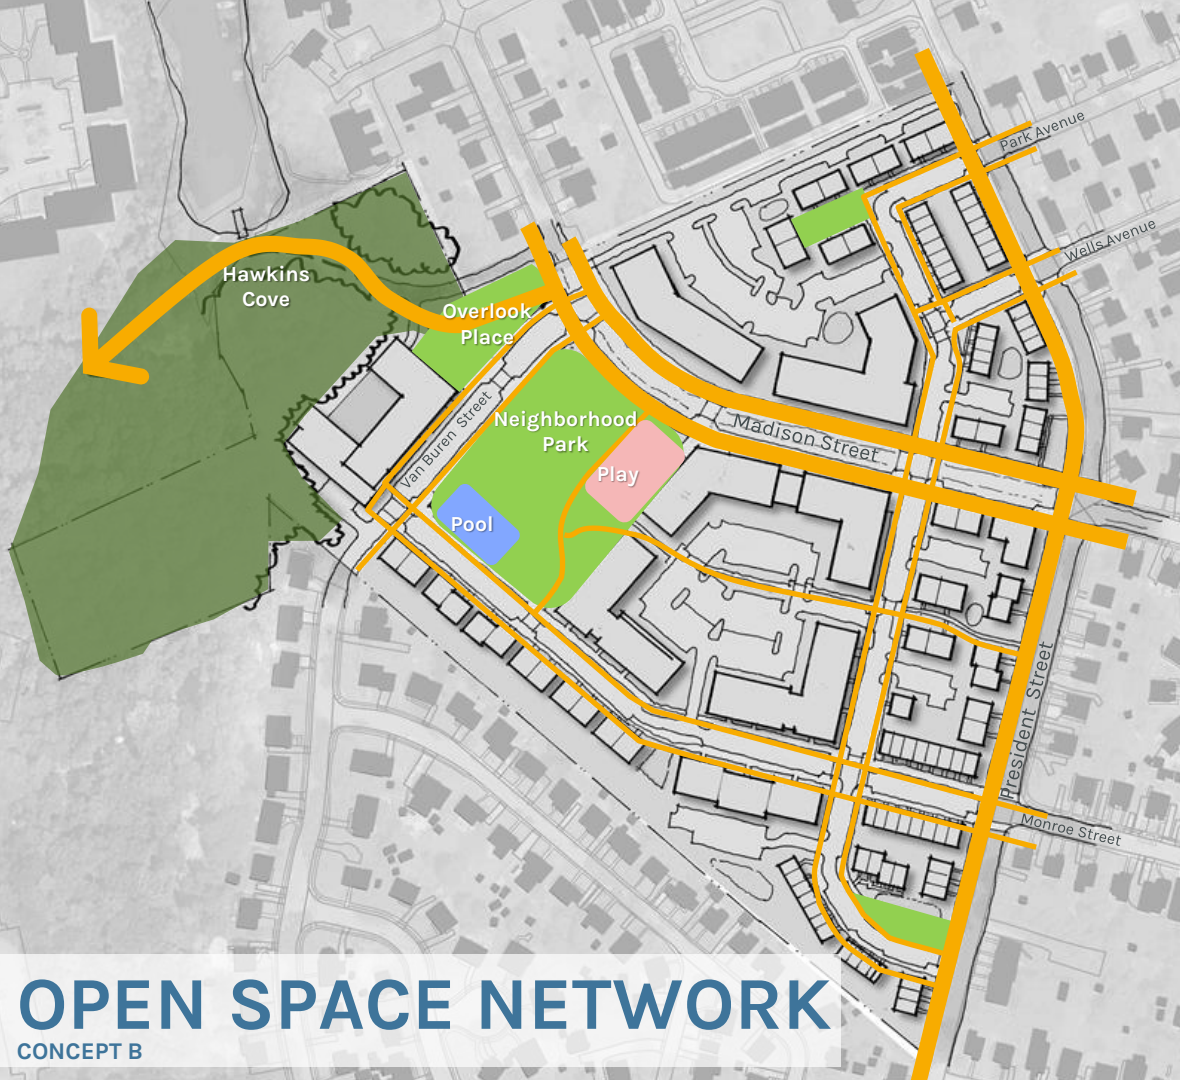 Park Avenue
Wells Avenue
Hawkins
Cove
Overlook
Place
Neighborhood
Park
Van Buren Street
Madison Street
Play
Pool
President Street
Monroe Street
OPEN SPACE NETWORK
CONCEPT B